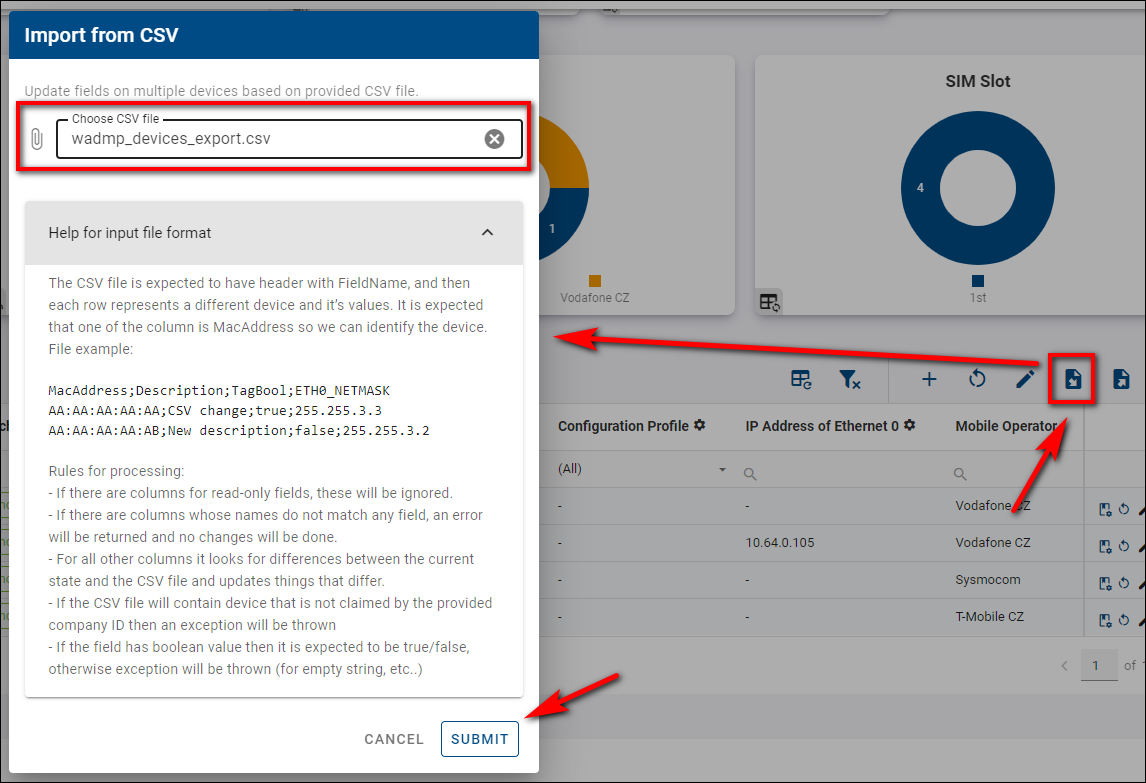 Import from CSV
Update fields on multiple devices based on provided CSV file.
Choose CSV file
wadmp_devices_export.csv
Help for input file format
The CSV file is expected to have header with FieldName, and then
each row represents a different device and it's values. It is expected
that one of the column is MacAddress so we can identify the device.
File example:
MacAddress;Description;TagBool;ETH0_NETMASK
AA:AA:AA:AA:AA;CSV change;true;255.255.3.3
AA:AA:AA:AA:AB;New description;false;255.255.3.2
Rules for processing:
- If there are columns for read-only fields, these will be ignored.
- If there are columns whose names do not match any field, an error
will be returned and no changes will be done.
- For all other columns it looks for differences between the current
state and the CSV file and updates things that differ.
- If the CSV file will contain device that is not claimed by the provided
company ID then an exception will be thrown
- If the field has boolean value then it is expected to be true/false,
otherwise exception will be thrown (for empty string, etc..)
CANCEL
SUBMIT
1
Vodafone CZ
SIM Slot
4
1st
Configuration Profile IP Address of Ethernet 0 Mobile Operator
(All)
- - Vodafone CZ
- 10.64.0.105 Vodafone CZ
- - Sysmocom
- - T-Mobile CZ
1 of